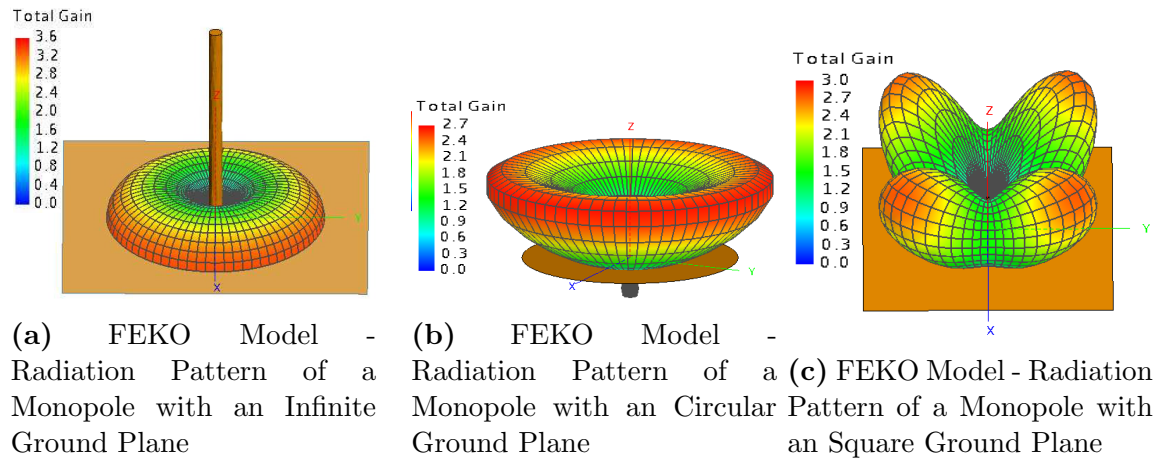 Total Gain
3.6
3.2
2.8
2.4
2.0
1.6
1.2
0.8
0.4
0.0
Z
Y
X
(a) FEKO Model -
Radiation Pattern of a
Monopole with an Infinite
Ground Plane
Total Gain
2.7
2.4
2.1
1.8
1.5
1.2
0.9
0.6
0.3
0.0
Z
Y
X
(b) FEKO Model -
Radiation Pattern of a
Monopole with an Circular
Ground Plane
Total Gain
3.0
2.7
2.4
2.1
1.8
1.5
1.2
0.9
0.6
0.3
0.0
Z
Y
X
(c) FEKO Model - Radiation
Pattern of a Monopole with
an Square Ground Plane